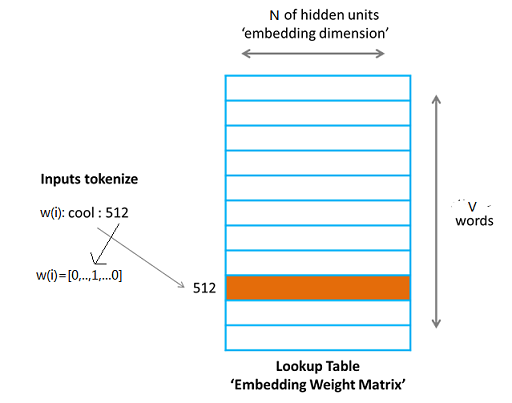 N of hidden units
‘embedding dimension’
Inputs tokenize
w(i): cool : 512
w(i)=[0,..,1,...0]
512
V
words
Lookup Table
‘Embedding Weight Matrix’